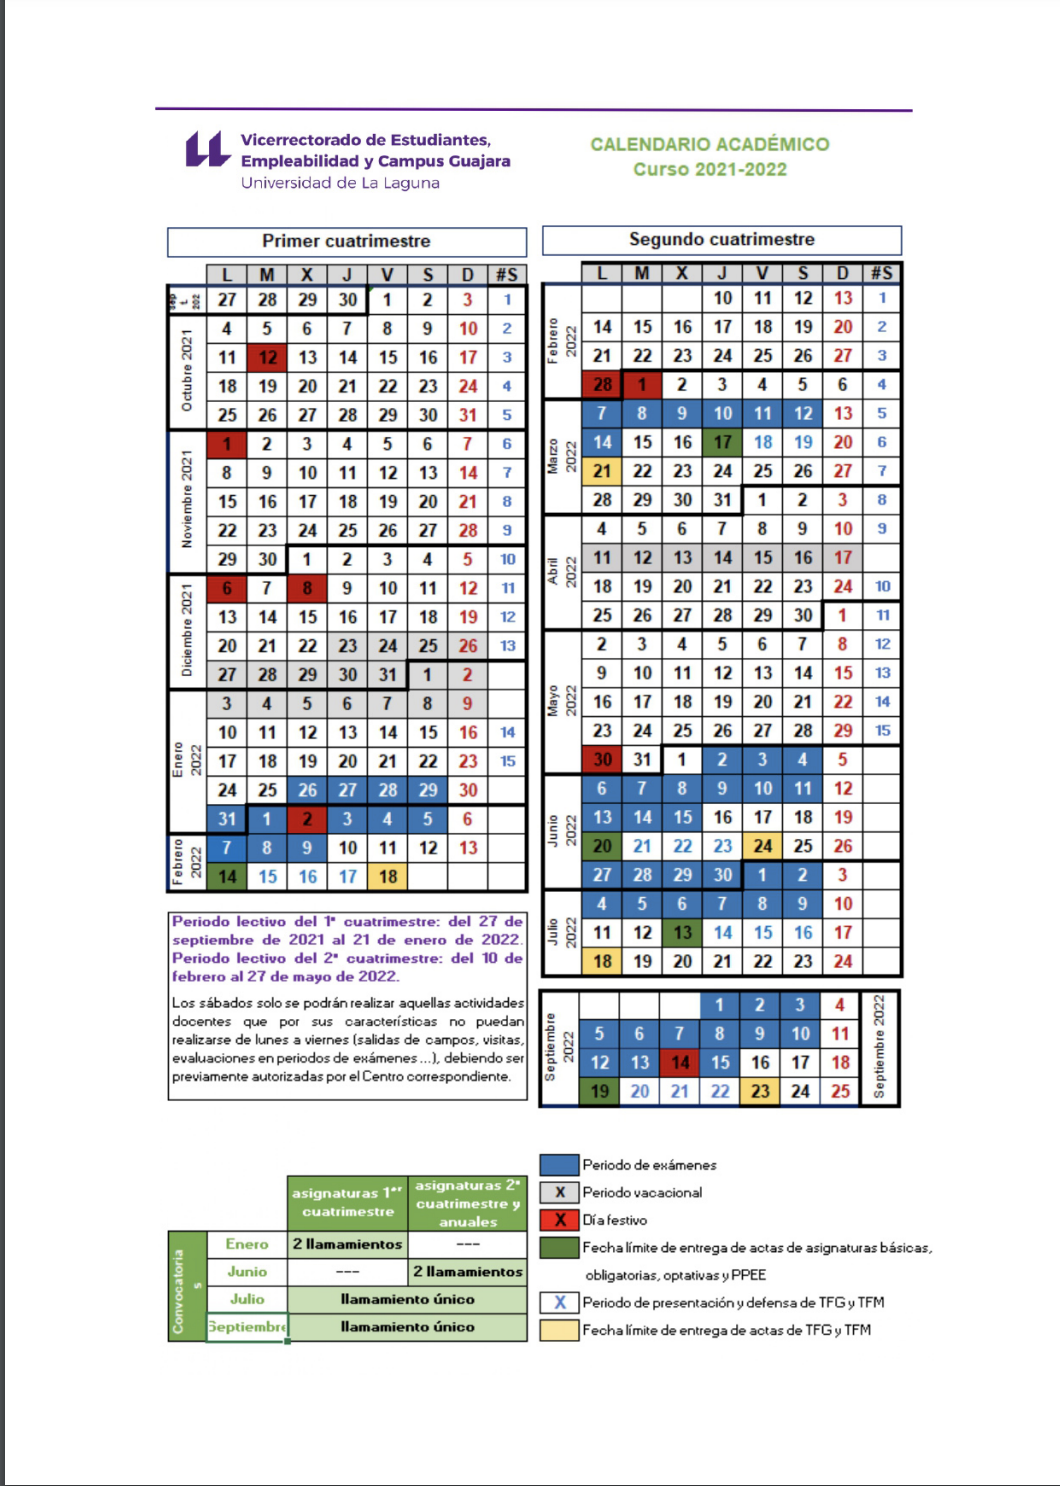 Vicerrectorado de Estudiantes,
Empleabilidad y Campus Guajara
Universidad de La Laguna
CALENDARIO ACADÉMICO
Curso 2021-2022
Primer cuatrimestre
L M X J V S D #S
27 28 29 30 1 2 3 1
Octubre 2021
4 5 6 7 8 9 10 2
11 12 13 14 15 16 17 3
18 19 20 21 22 23 24 4
25 26 27 28 29 30 31 5
Noviembre 2021
1 2 3 4 5 6 7 6
8 9 10 11 12 13 14 7
15 16 17 18 19 20 21 8
22 23 24 25 26 27 28 9
29 30 1 2 3 4 5 10
Diciembre 2021
6 7 8 9 10 11 12 11
13 14 15 16 17 18 19 12
20 21 22 23 24 25 26 13
27 28 29 30 31 1 2
Enero 2022
3 4 5 6 7 8 9
10 11 12 13 14 15 16 14
17 18 19 20 21 22 23 15
24 25 26 27 28 29 30
31 1 2 3 4 5 6
Febrero 2022
7 8 9 10 11 12 13
14 15 16 17 18
Segundo cuatrimestre
L M X J V S D #S
Febrero 2022
10 11 12 13 1
14 15 16 17 18 19 20 2
21 22 23 24 25 26 27 3
28 1 2 3 4 5 6 4
Marzo 2022
7 8 9 10 11 12 13 5
14 15 16 17 18 19 20 6
21 22 23 24 25 26 27 7
28 29 30 31 1 2 3 8
Abril 2022
4 5 6 7 8 9 10 9
11 12 13 14 15 16 17
18 19 20 21 22 23 24 10
25 26 27 28 29 30 1 11
Mayo 2022
2 3 4 5 6 7 8 12
9 10 11 12 13 14 15 13
16 17 18 19 20 21 22 14
23 24 25 26 27 28 29 15
30 31 1 2 3 4 5
Junio 2022
6 7 8 9 10 11 12
13 14 15 16 17 18 19
20 21 22 23 24 25 26
27 28 29 30 1 2 3
Julio 2022
4 5 6 7 8 9 10
11 12 13 14 15 16 17
18 19 20 21 22 23 24
Septiembre 2022
1 2 3 4
5 6 7 8 9 10 11
12 13 14 15 16 17 18
19 20 21 22 23 24 25
Septiembre 2022
Periodo lectivo del 1º cuatrimestre: del 27 de
septiembre de 2021 al 21 de enero de 2022.
Periodo lectivo del 2º cuatrimestre: del 10 de
febrero al 27 de mayo de 2022.
Los sábados solo se podrán realizar aquellas actividades
docentes que por sus características no puedan
realizarse de lunes a viernes (salidas de campos, visitas,
evaluaciones en periodos de exámenes ...), debiendo ser
previamente autorizadas por el Centro correspondiente.
asignaturas 1er
cuatrimestre
asignaturas 2º
cuatrimestre y
anuales
Convocatoria
s
Enero 2 llamamientos ---
Junio --- 2 llamamientos
Julio llamamiento único
Septiembre llamamiento único
Periodo de exámenes
X Periodo vacacional
X Día festivo
Fecha límite de entrega de actas de asignaturas básicas,
obligatorias, optativas y PPEE
X Periodo de presentación y defensa de TFG y TFM
Fecha límite de entrega de actas de TFG y TFM